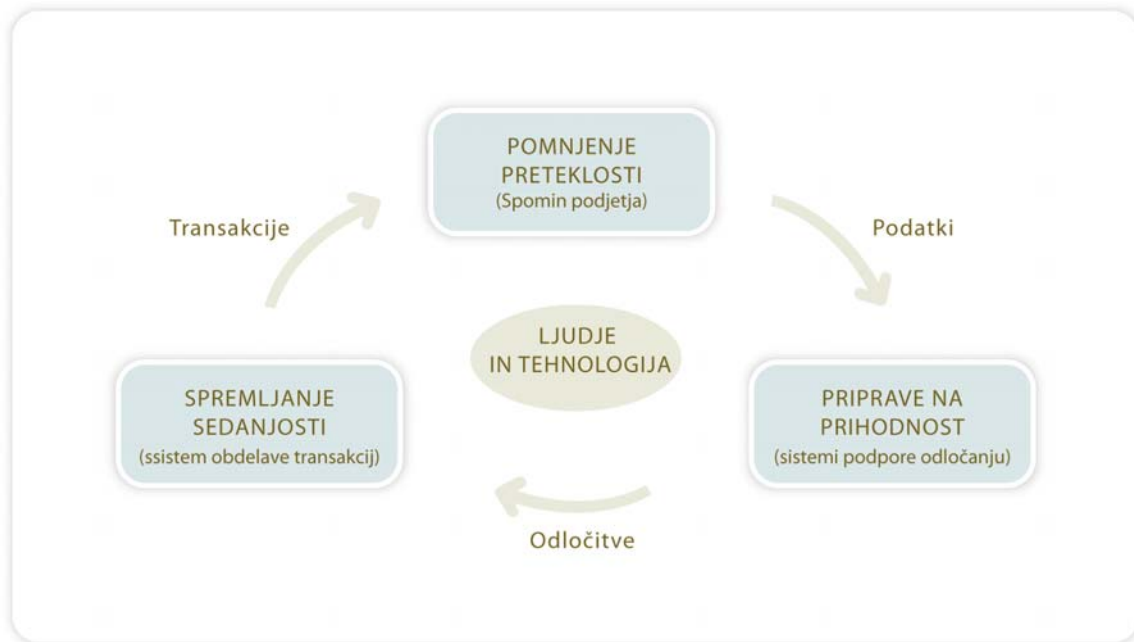 POMNJENJE
PRETEKLOSTI
(Spomin podjetja)
Transakcije
Podatki
LJUDJE
IN TEHNOLOGIJA
SPREMLJANJE
SEDANJOSTI
(ssistem obdelave transakcij)
PRIPRAVE NA
PRIHODNOST
(sistemi podpore odločanju)
Odločitve